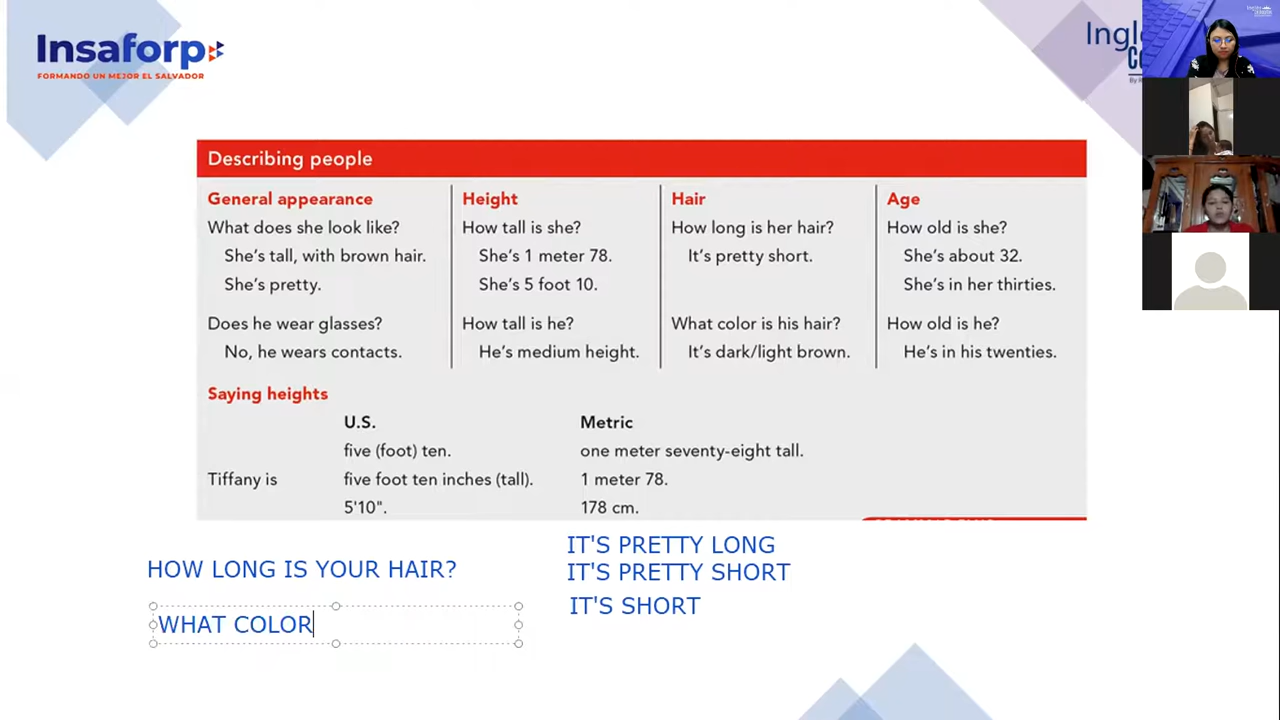 Insaforp
FORMANDO UN MEJOR EL SALVADOR
Describing people
General appearance
What does she look like?
She's tall, with brown hair.
She's pretty.
Does he wear glasses?
No, he wears contacts.
Height
How tall is she?
She's 1 meter 78.
She's 5 foot 10.
How tall is he?
He's medium height.
Hair
How long is her hair?
It's pretty short.
What color is his hair?
It's dark/light brown.
Age
How old is she?
She's about 32.
She's in her thirties.
How old is he?
He's in his twenties.
Saying heights
U.S. Metric
five (foot) ten. one meter seventy-eight tall.
Tiffany is five foot ten inches (tall). 1 meter 78.
5'10". 178 cm.
HOW LONG IS YOUR HAIR?
WHAT COLOR
IT'S PRETTY LONG
IT'S PRETTY SHORT
IT'S SHORT